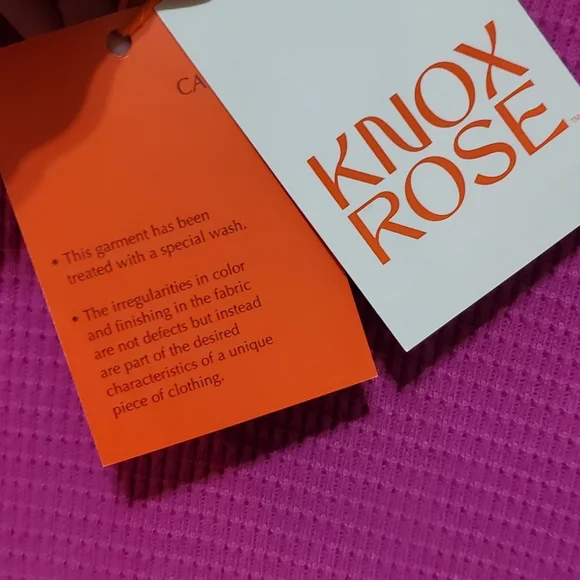 CA
• This garment has been
treated with a special wash.
• The irregularities in color
and finishing in the fabric
are not defects but instead
are part of the desired
characteristics of a unique
piece of clothing.
KNOX
ROSE™